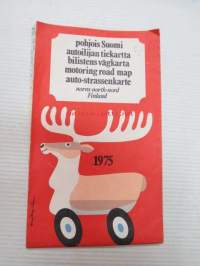 pohjois Suomi
autoilijan tiekartta
bilistens vägkarta
motoring road map
auto-strassenkarte
norra-north-nord
Finland
1975